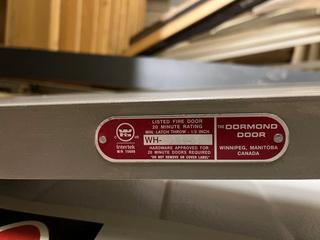 LISTED FIRE DOOR
20 MINUTE RATING
MIN. LATCH THROW - 1/2 INCH
WH-
HARDWARE APPROVED FOR
20 MINUTE DOORS REQUIRED
"DO NOT REMOVE OR COVER LABEL"
Intertek
THE DORMOND
DOOR
WINNIPEG, MANITOBA
CANADA